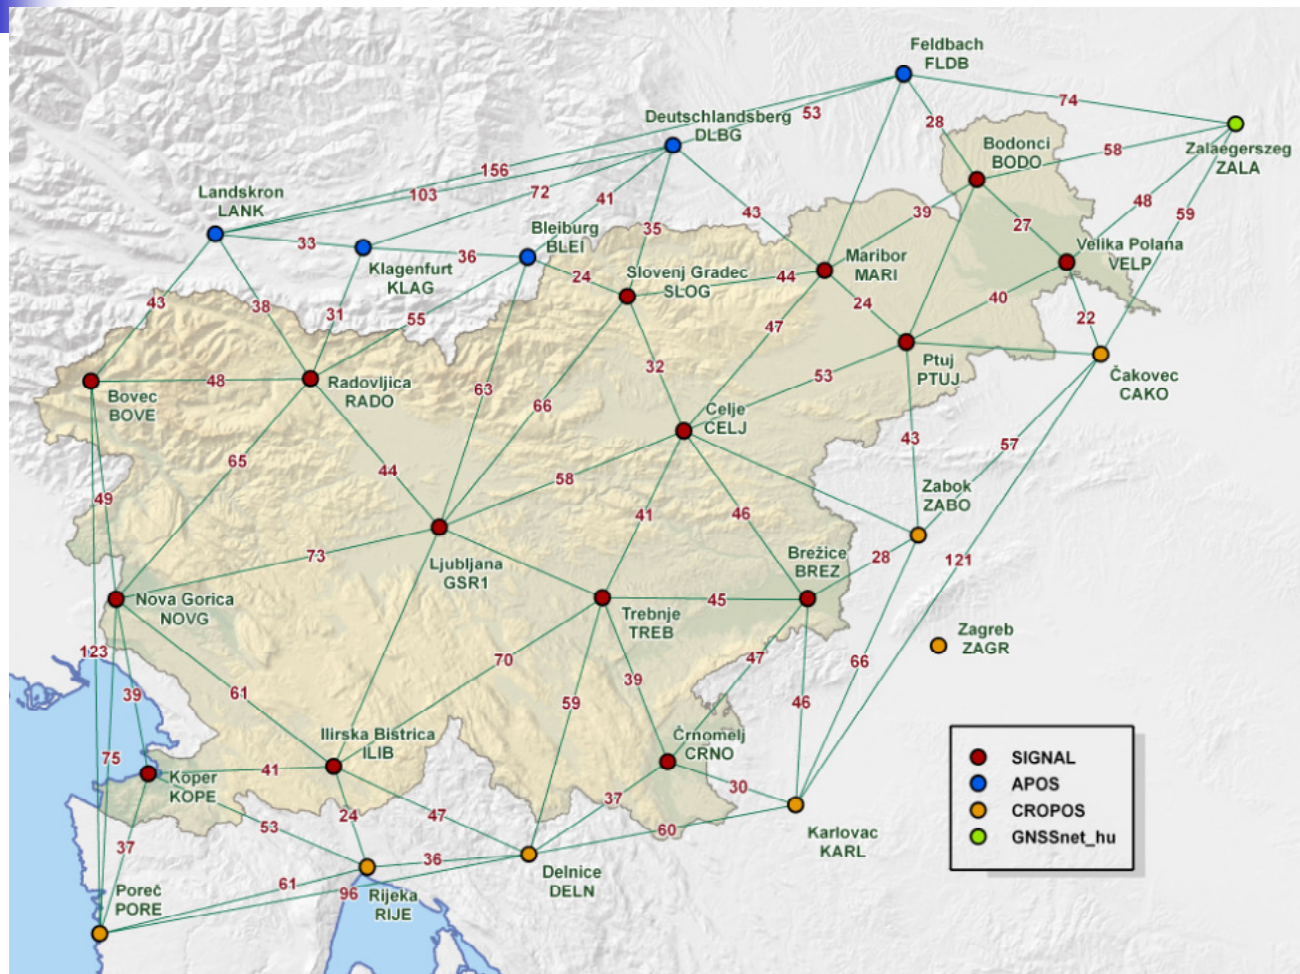 Feldbach
FLDB
74
53
Deutschlandsberg
DLBG
28
Bodonci
BODO
58
Zalaegerszeg
ZALA
156
103
72
41
48
59
Landskron
LANK
35
43
39
27
Bleiburg
BLEI
33
36
Klagenfurt
KLAG
24
Slovenj Gradec
SLOG
44
Maribor
MARI
Velika Polana
VELP
43
38
31
55
24
40
22
47
Ptuj
PTUJ
Čakovec
CAKO
48
Radovljica
RADO
Bovec
BOVE
63
66
32
53
Celje
CELJ
43
57
65
44
58
49
41
46
Zabok
ZABO
73
Ljubljana
GSR1
Brežice
BREZ
28
121
Nova Gorica
NOVG
Trebnje
TREB
45
Zagreb
ZAGR
123
39
61
70
59
39
47
66
46
Ilirska Bistrica
ILIB
Črnomelj
CRNO
75
Koper
KOPE
41
30
37
24
47
53
60
37
36
Karlovac
KARL
Poreč
PORE
61
96
Rijeka
RIJE
Delnice
DELN
SIGNAL
APOS
CROPOS
GNSSnet_hu